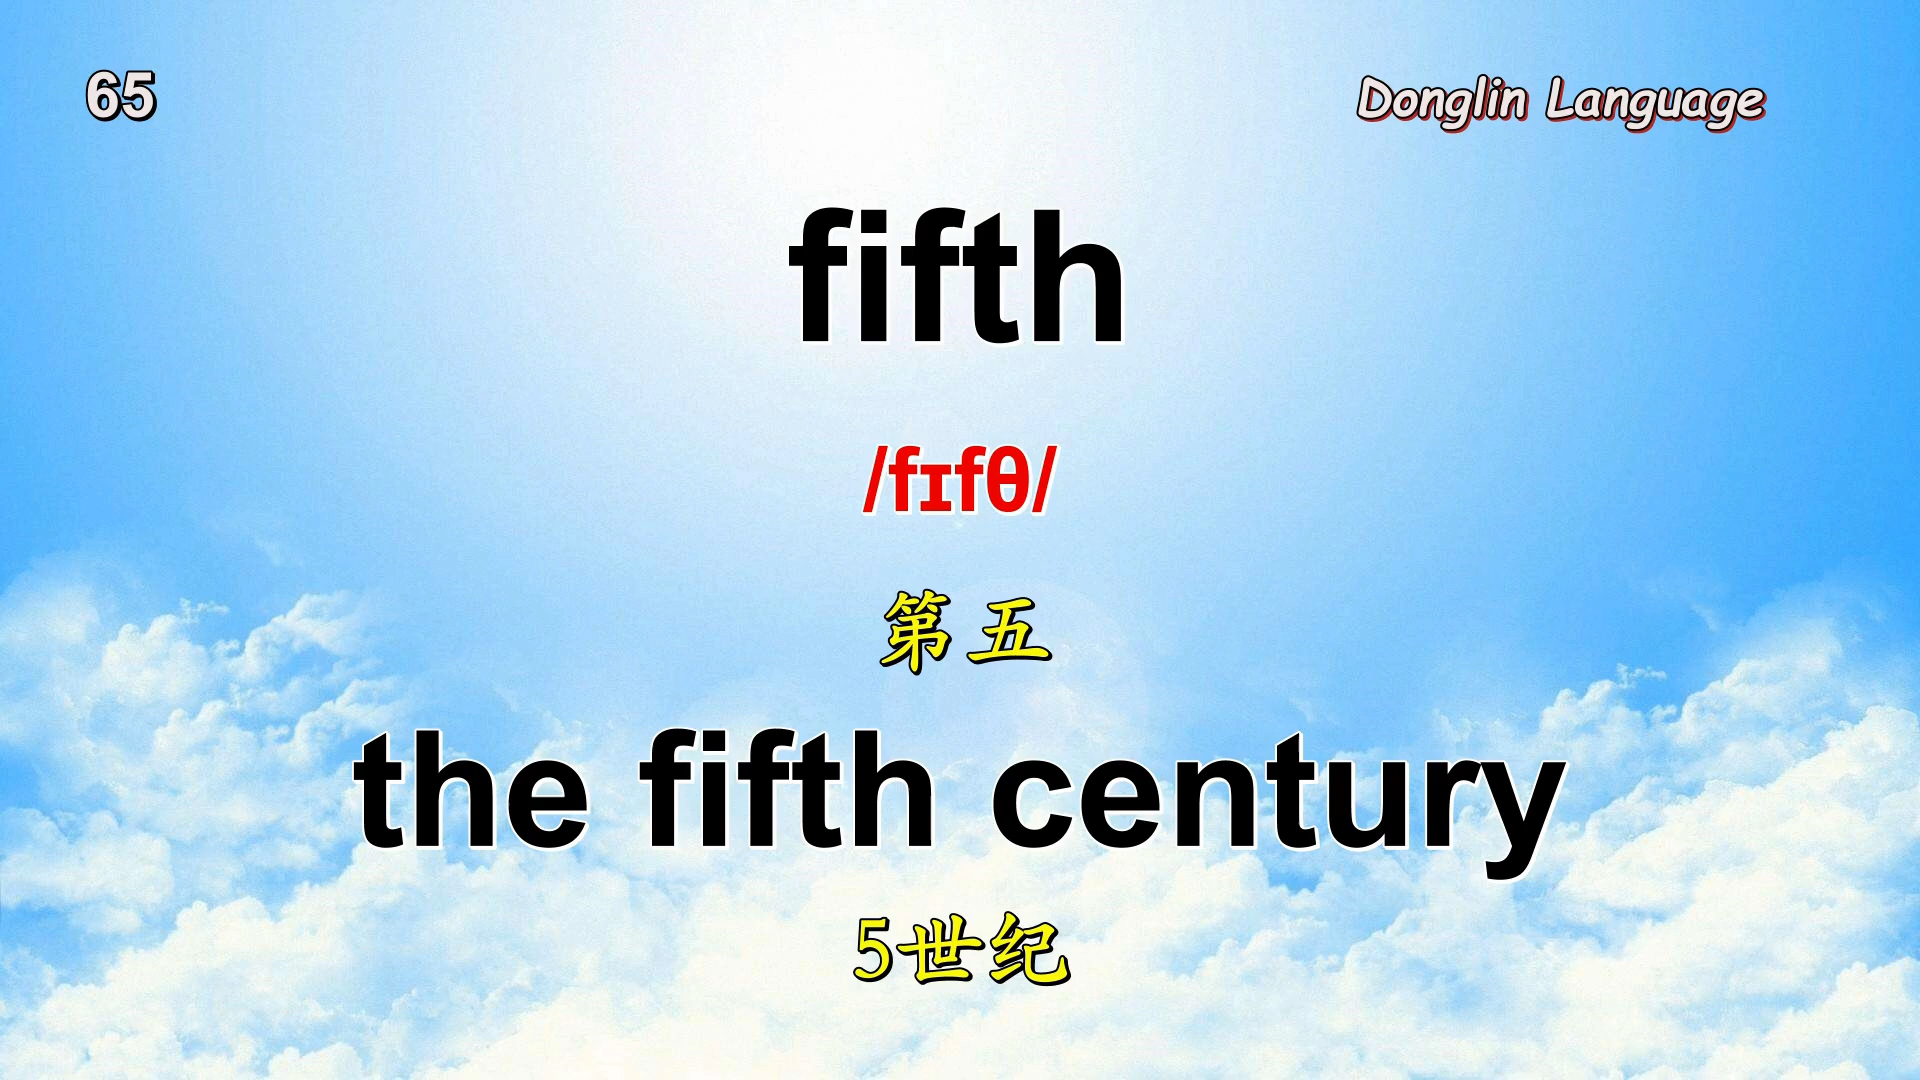 65
Donglin Language
fifth
/fɪfθ/
第五
the fifth century
5世纪